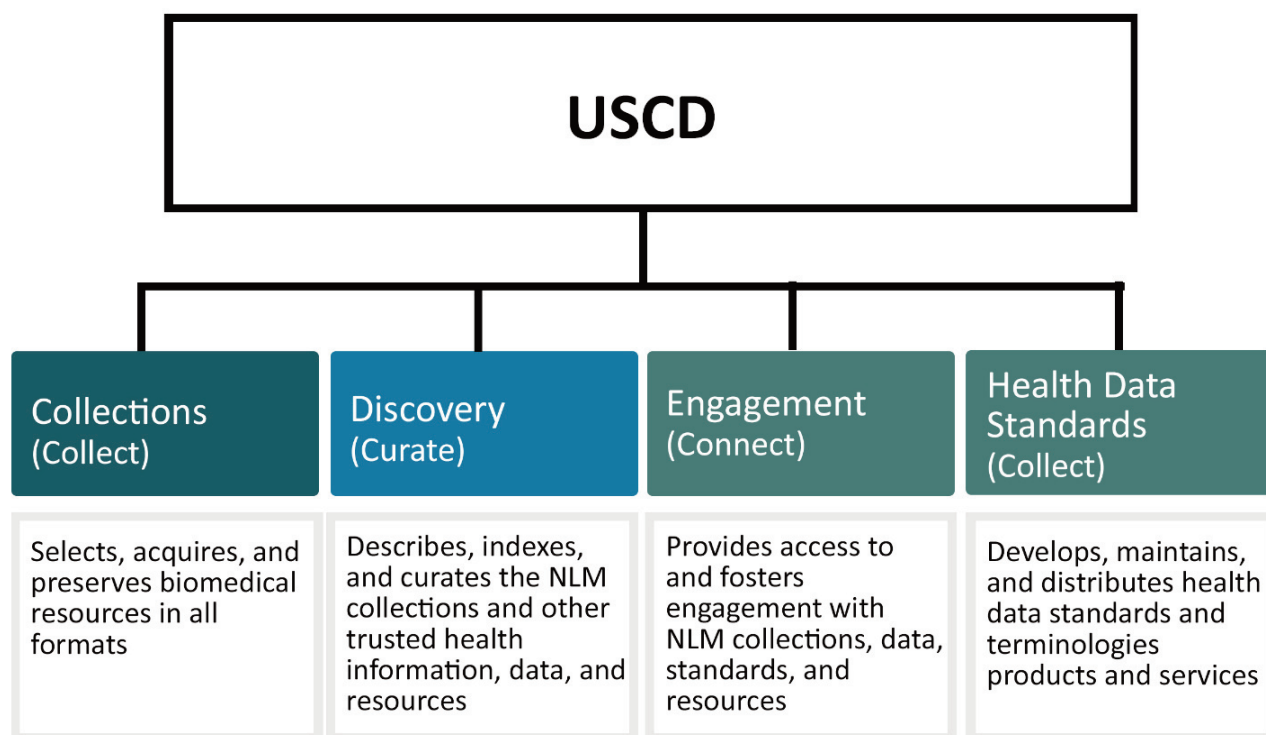 USCD
Collections
(Collect)
Selects, acquires, and
preserves biomedical
resources in all
formats
Discovery
(Curate)
Describes, indexes,
and curates the NLM
collections and other
trusted health
information, data, and
resources
Engagement
(Connect)
Provides access to
and fosters
engagement with
NLM collections, data,
standards, and
resources
Health Data
Standards
(Collect)
Develops, maintains,
and distributes health
data standards and
terminologies
products and services